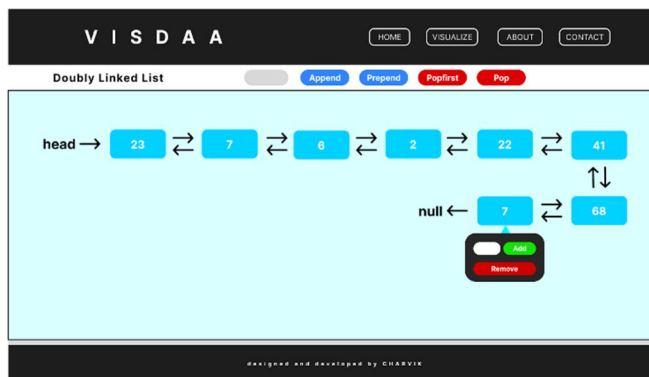 VISDAA HOME VISUALIZE ABOUT CONTACT
Doubly Linked List Append Prepend Popfirst Pop
head → 23 7 6 2 22 41
null ← 7 68
Add
Remove
designed and developed by CHARVIK